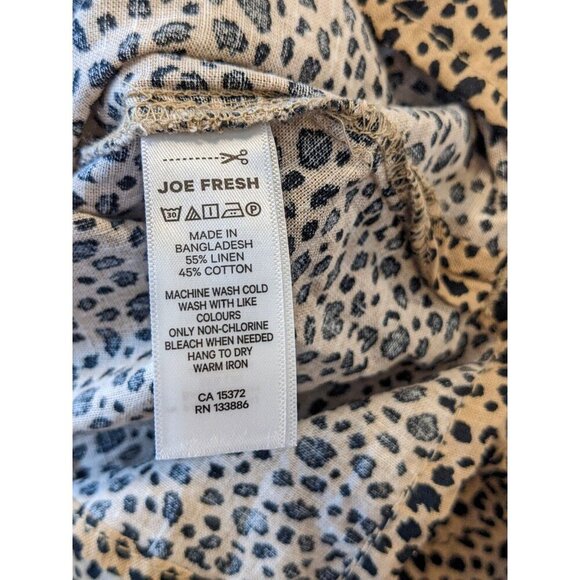 JOE FRESH
30 P
MADE IN
BANGLADESH
55% LINEN
45% COTTON
MACHINE WASH COLD
WASH WITH LIKE
COLOURS
ONLY NON-CHLORINE
BLEACH WHEN NEEDED
HANG TO DRY
WARM IRON
CA 15372
RN 133886